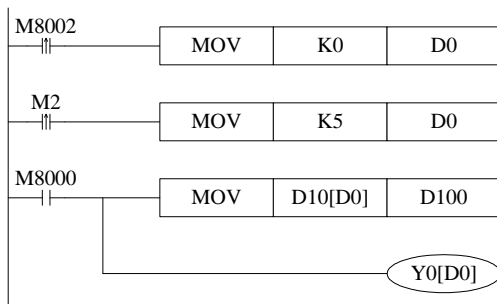 M8002
MOV K0 D0
M2
MOV K5 D0
M8000
MOV D10[D0] D100
Y0[D0]